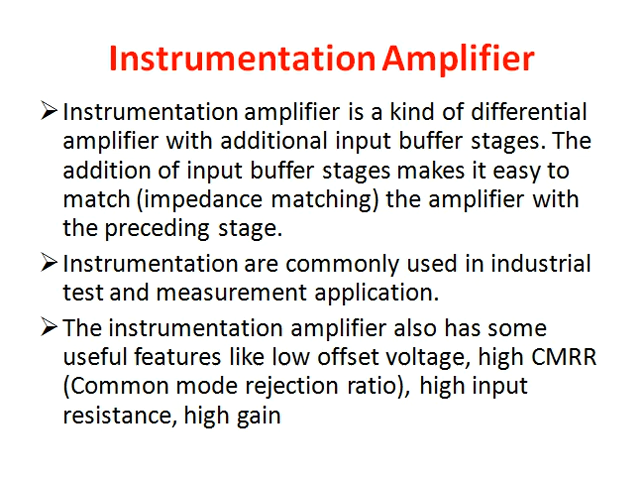 Instrumentation Amplifier
➢ Instrumentation amplifier is a kind of differential
amplifier with additional input buffer stages. The
addition of input buffer stages makes it easy to
match (impedance matching) the amplifier with
the preceding stage.
➢ Instrumentation are commonly used in industrial
test and measurement application.
➢ The instrumentation amplifier also has some
useful features like low offset voltage, high CMRR
(Common mode rejection ratio), high input
resistance, high gain